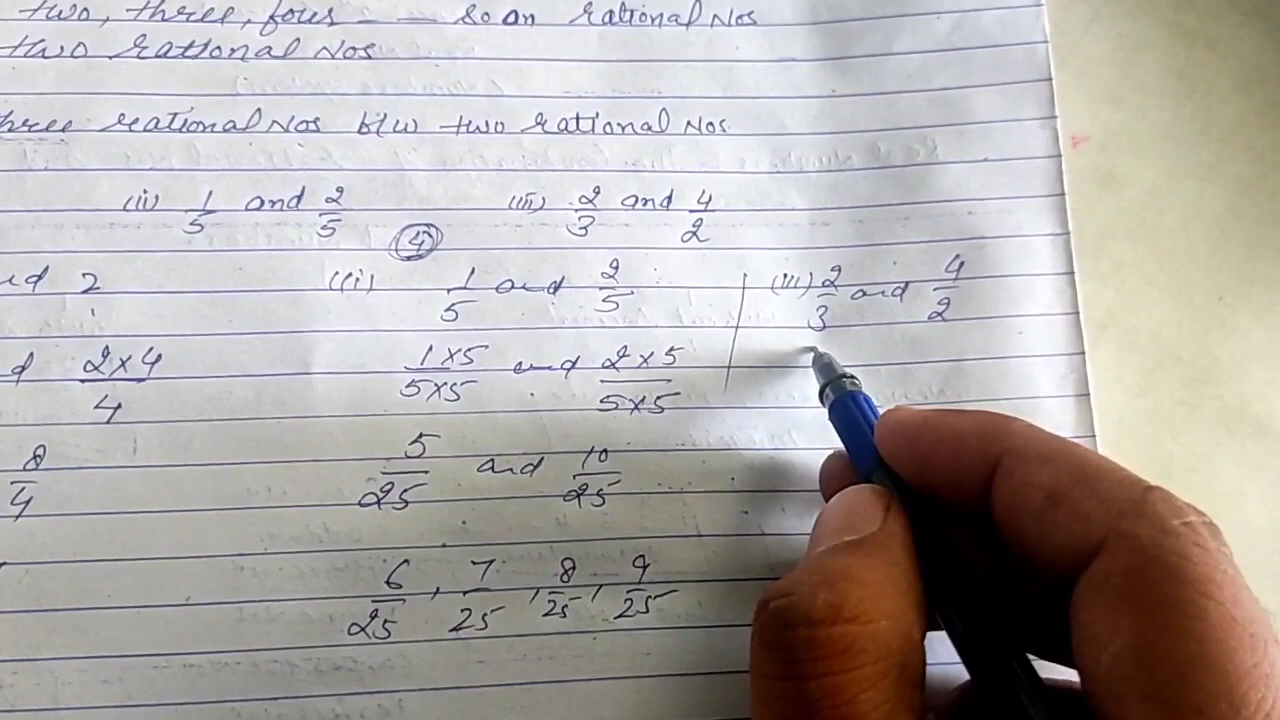 two, three, four - - so on rational Nos
two rational Nos
hree rational Nos b/w two rational Nos.
(ii) 1/5 and 2/5 (iii) 2/3 and 4/2
4
2 (ii) 1/5 and 2/5 (iii) 2/3 and 4/2
d 2×4/4 1×5/5×5 and 2×5/5×5
8/4 5/25 and 10/25
6/25, 7/25, 8/25, 9/25